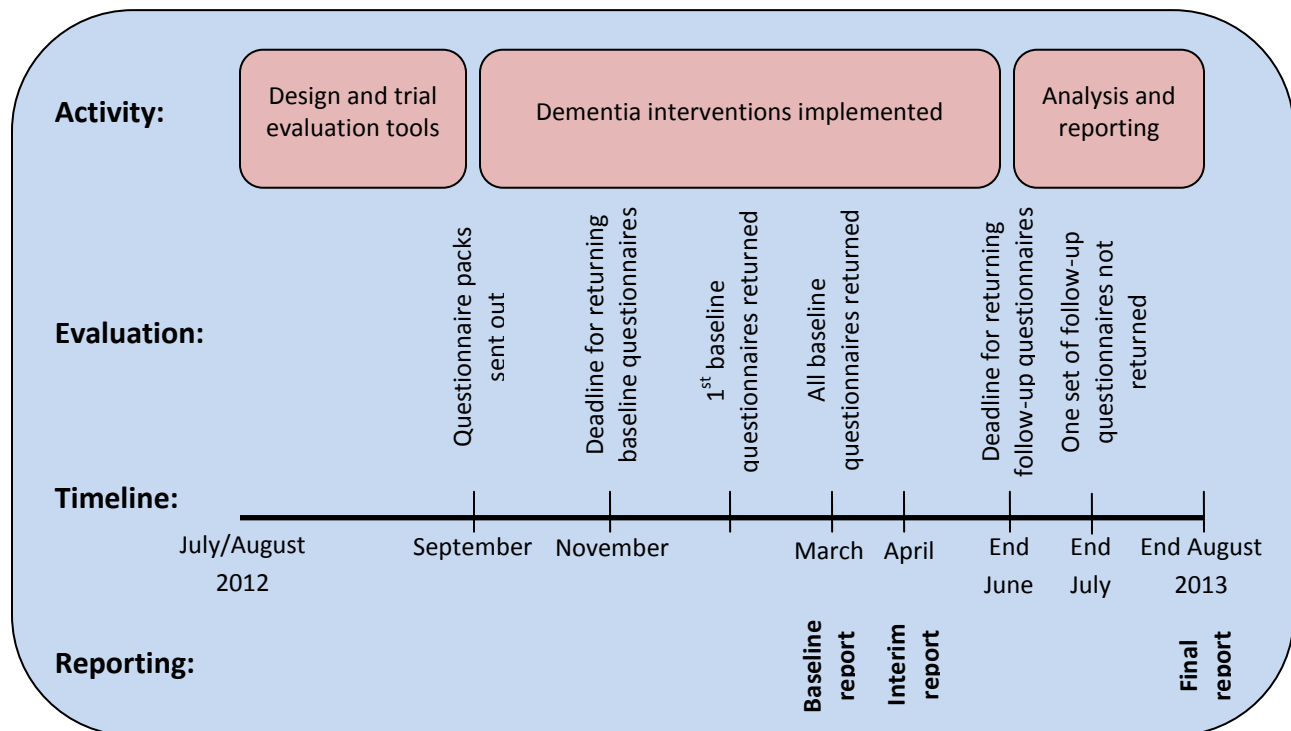 Activity:
Design and trial
evaluation tools
Dementia interventions implemented
Analysis and
reporting
Evaluation:
Questionnaire packs
sent out
Deadline for returning
baseline questionnaires
1st baseline
questionnaires returned
All baseline
questionnaires returned
Deadline for returning
follow-up questionnaires
One set of follow-up
questionnaires not
returned
Timeline:
July/August
2012
September
November
March
April
End
June
End
July
End August
2013
Reporting:
Baseline
report
Interim
report
Final
report